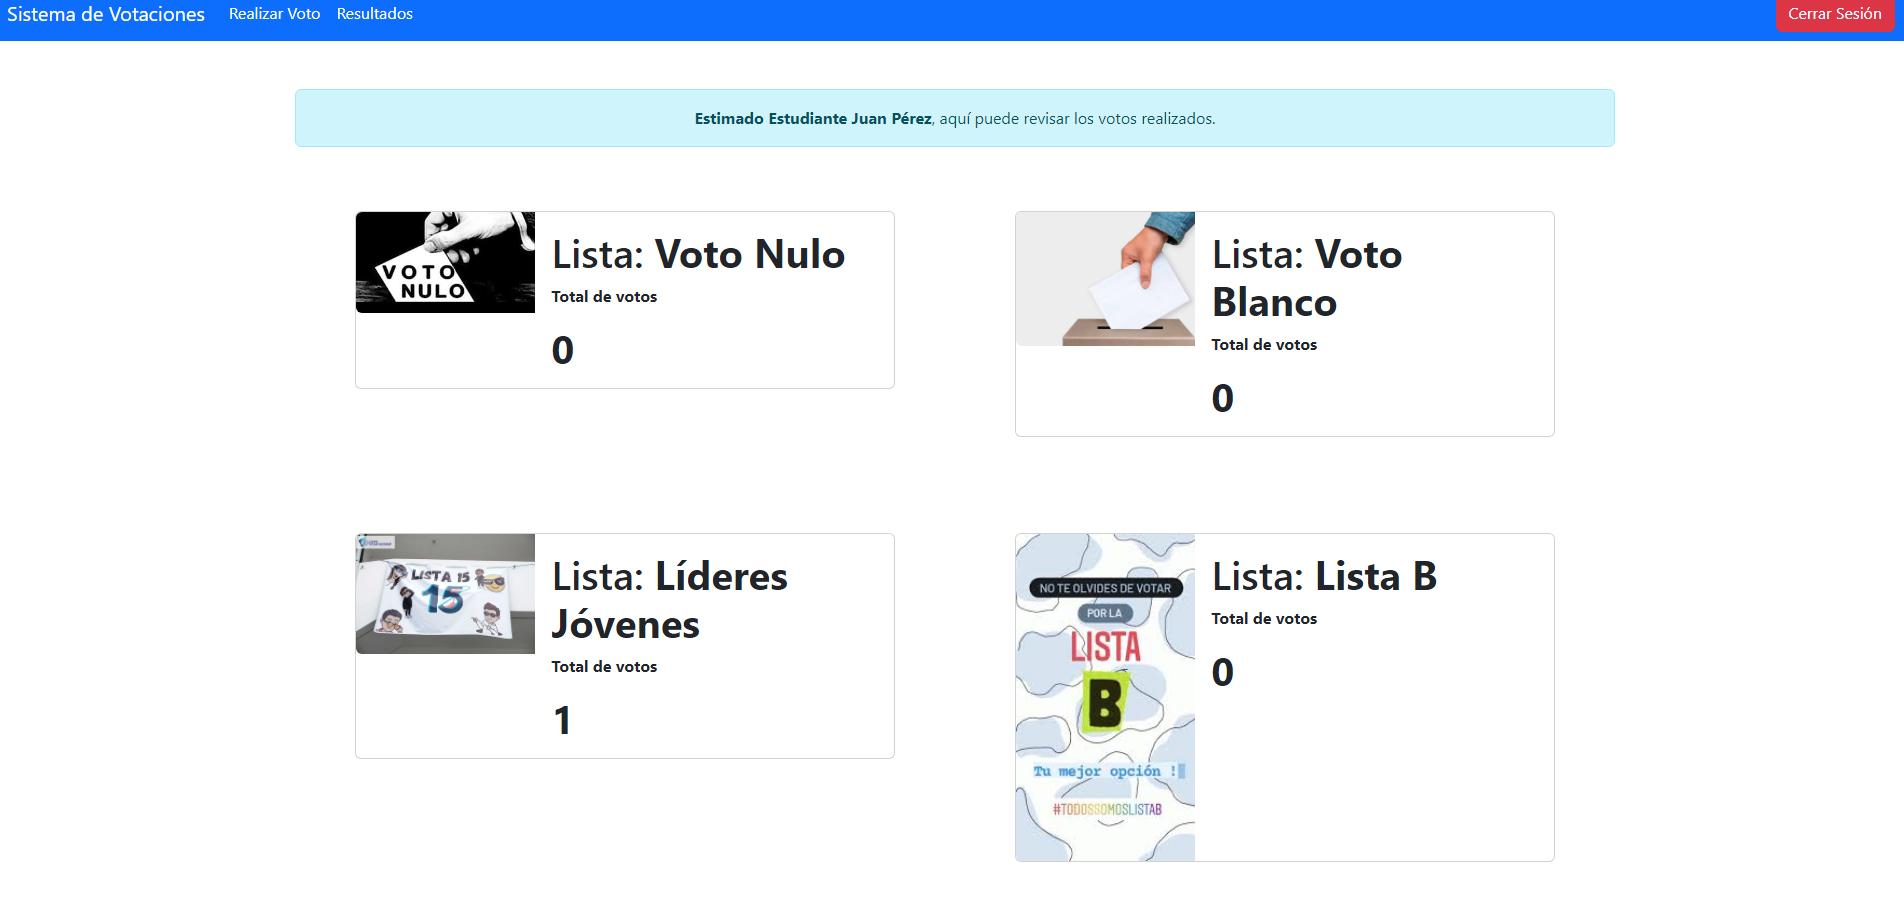 Sistema de Votaciones Realizar Voto Resultados Cerrar Sesión
Estimado Estudiante Juan Pérez, aquí puede revisar los votos realizados.
VOTO
NULO
Lista: Voto Nulo
Total de votos
0
Lista: Voto
Blanco
Total de votos
0
LISTA 15
15
Lista: Líderes
Jóvenes
Total de votos
1
NO TE OLVIDES DE VOTAR
POR LA
LISTA
B
Tu mejor opción !
#TODOSSOMOSLISTAB
Lista: Lista B
Total de votos
0